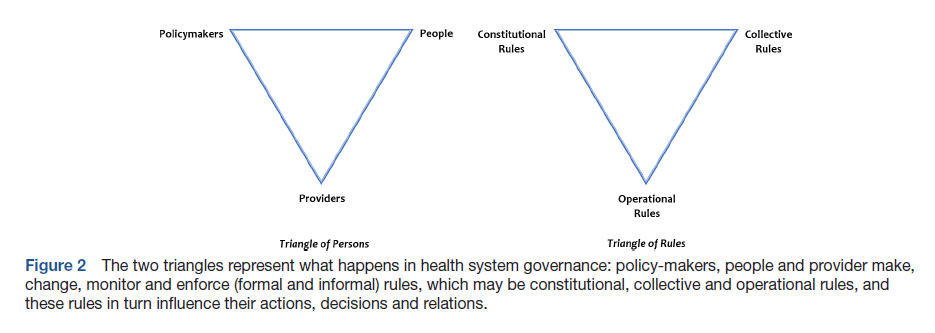 Policymakers
People
Constitutional
Rules
Collective
Rules
Providers
Operational
Rules
Triangle of Persons
Triangle of Rules
Figure 2 The two triangles represent what happens in health system governance: policy-makers, people and provider make,
change, monitor and enforce (formal and informal) rules, which may be constitutional, collective and operational rules, and
these rules in turn influence their actions, decisions and relations.